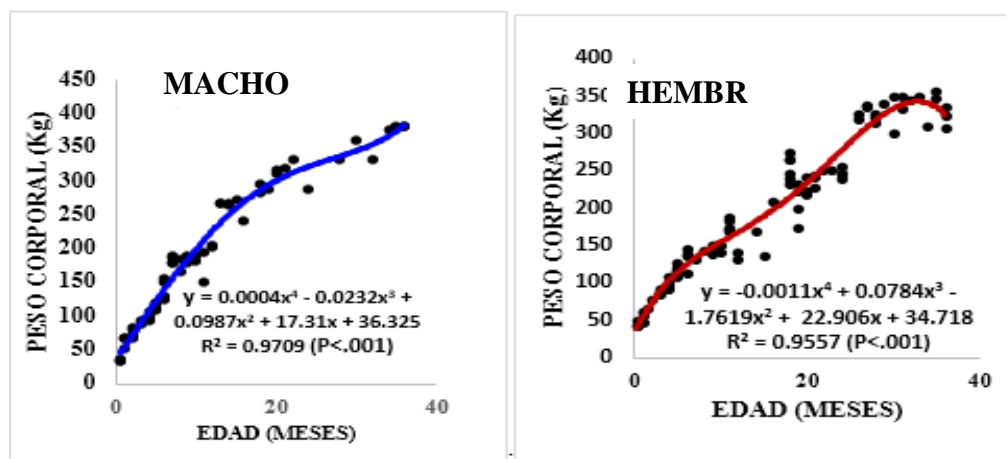 MACHO
450
400
350
300
250
200
150
100
50
0
PESO CORPORAL (Kg)
y = 0.0004x⁴ - 0.0232x³ +
0.0987x² + 17.31x + 36.325
R² = 0.9709 (P<.001)
0 20 40
EDAD (MESES)
HEMBR
400
350
300
250
200
150
100
50
0
PESO CORPORAL (Kg)
y = -0.0011x⁴ + 0.0784x³ -
1.7619x² + 22.906x + 34.718
R² = 0.9557 (P<.001)
0 20 40
EDAD (MESES)